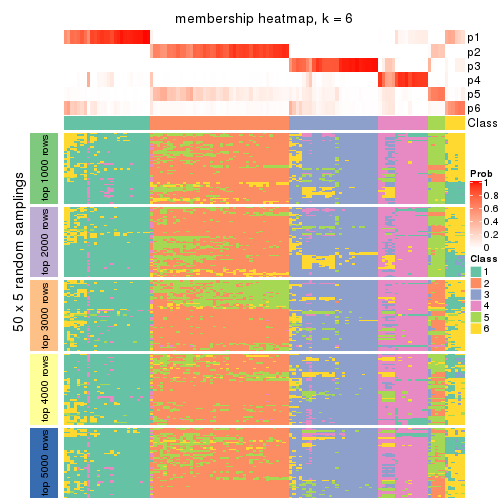 membership heatmap, k = 6
p1
p2
p3
p4
p5
p6
Class
50 x 5 random samplings
top 1000 rows
top 2000 rows
top 3000 rows
top 4000 rows
top 5000 rows
Prob
1
0.8
0.6
0.4
0.2
0
Class
1
2
3
4
5
6